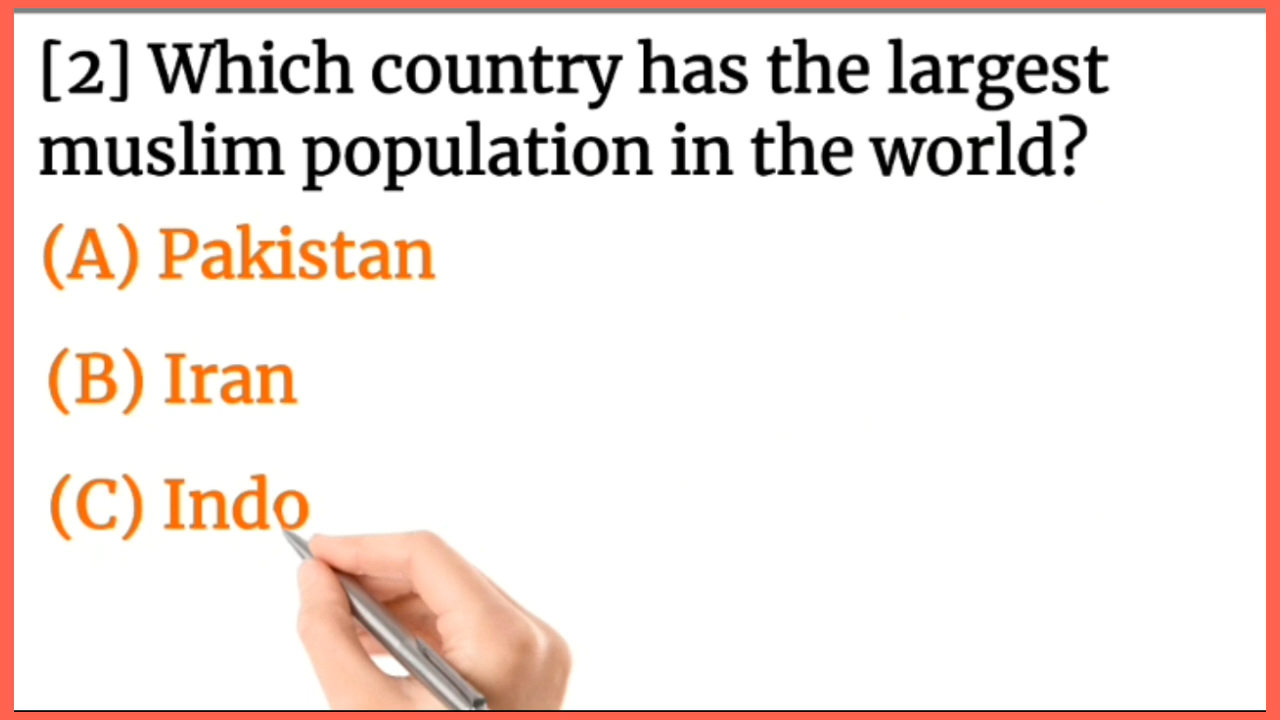 [2] Which country has the largest
muslim population in the world?
(A) Pakistan
(B) Iran
(C) Indo